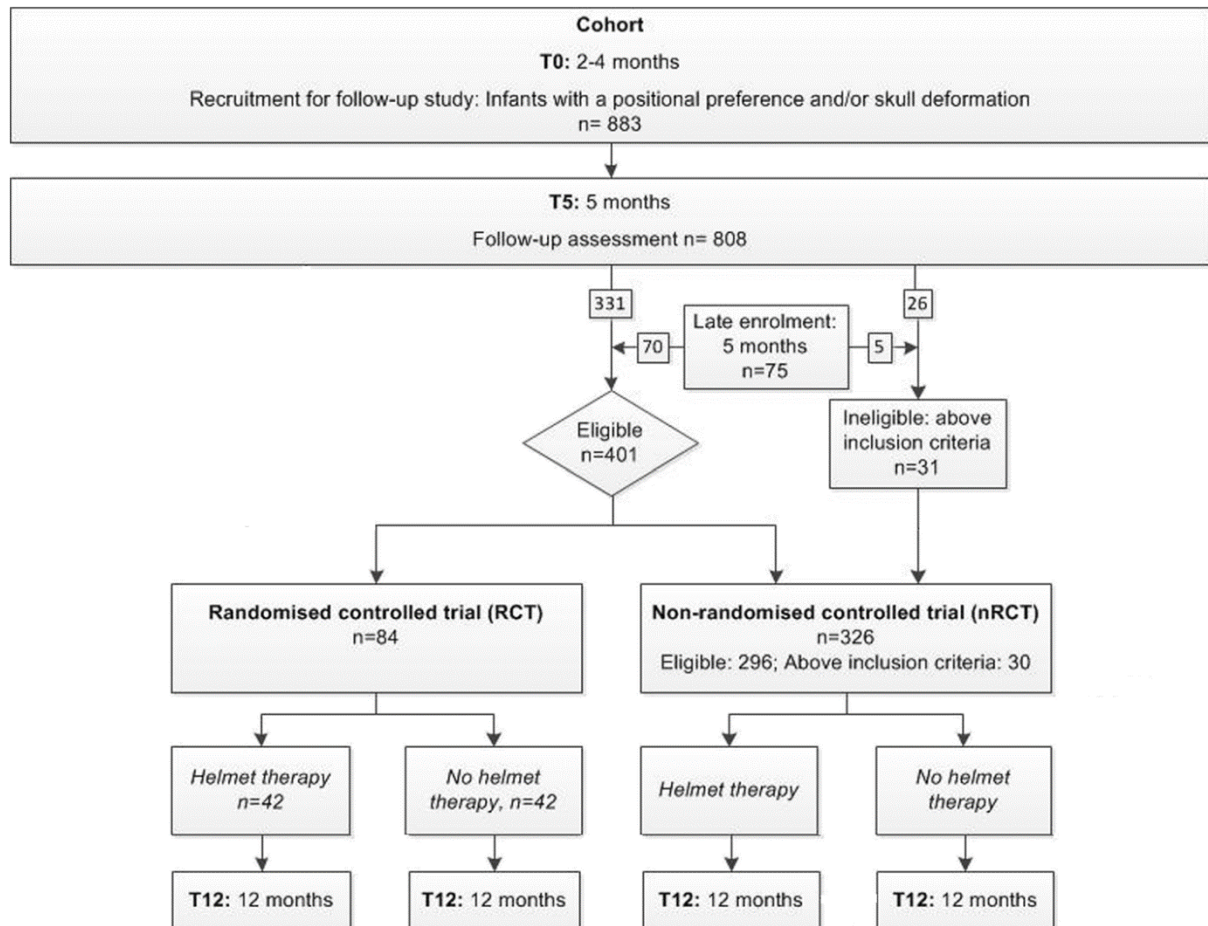 Cohort
T0: 2-4 months
Recruitment for follow-up study: Infants with a positional preference and/or skull deformation
n= 883
T5: 5 months
Follow-up assessment n= 808
331
26
Late enrolment:
5 months
n=75
70
5
Eligible
n=401
Ineligible: above
inclusion criteria
n=31
Randomised controlled trial (RCT)
n=84
Non-randomised controlled trial (nRCT)
n=326
Eligible: 296; Above inclusion criteria: 30
Helmet therapy
n=42
No helmet
therapy, n=42
Helmet therapy
No helmet
therapy
T12: 12 months
T12: 12 months
T12: 12 months
T12: 12 months